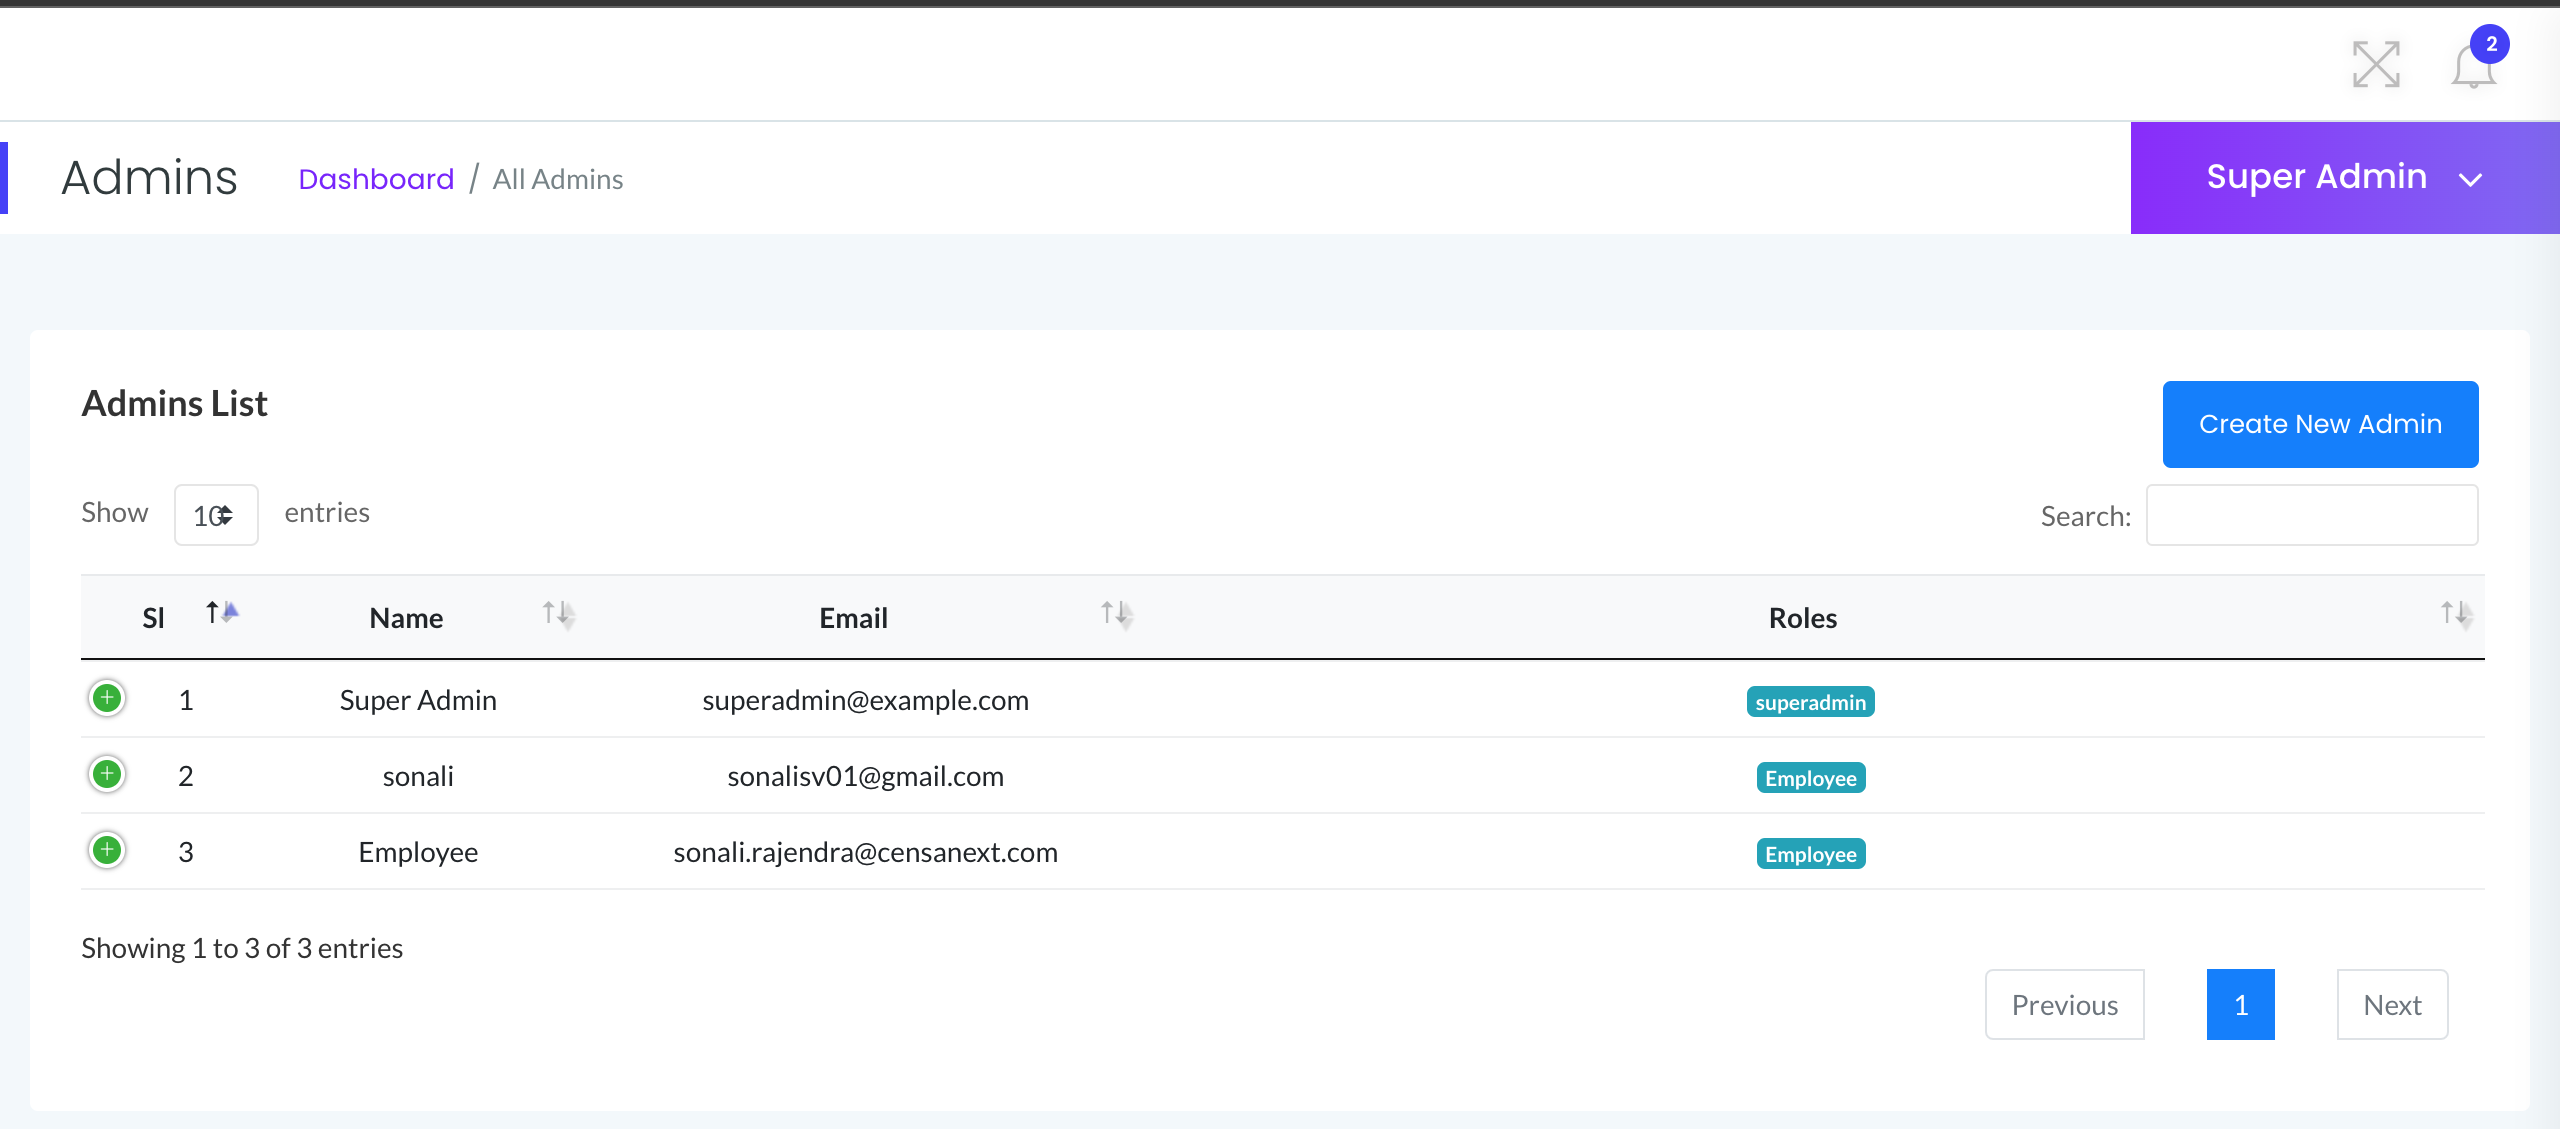 2
Admins Dashboard / All Admins Super Admin
Admins List
Create New Admin
Show 10 entries Search:
Sl Name Email Roles
1 Super Admin superadmin@example.com superadmin
2 sonali sonalisv01@gmail.com Employee
3 Employee sonali.rajendra@censanext.com Employee
Showing 1 to 3 of 3 entries
Previous 1 Next